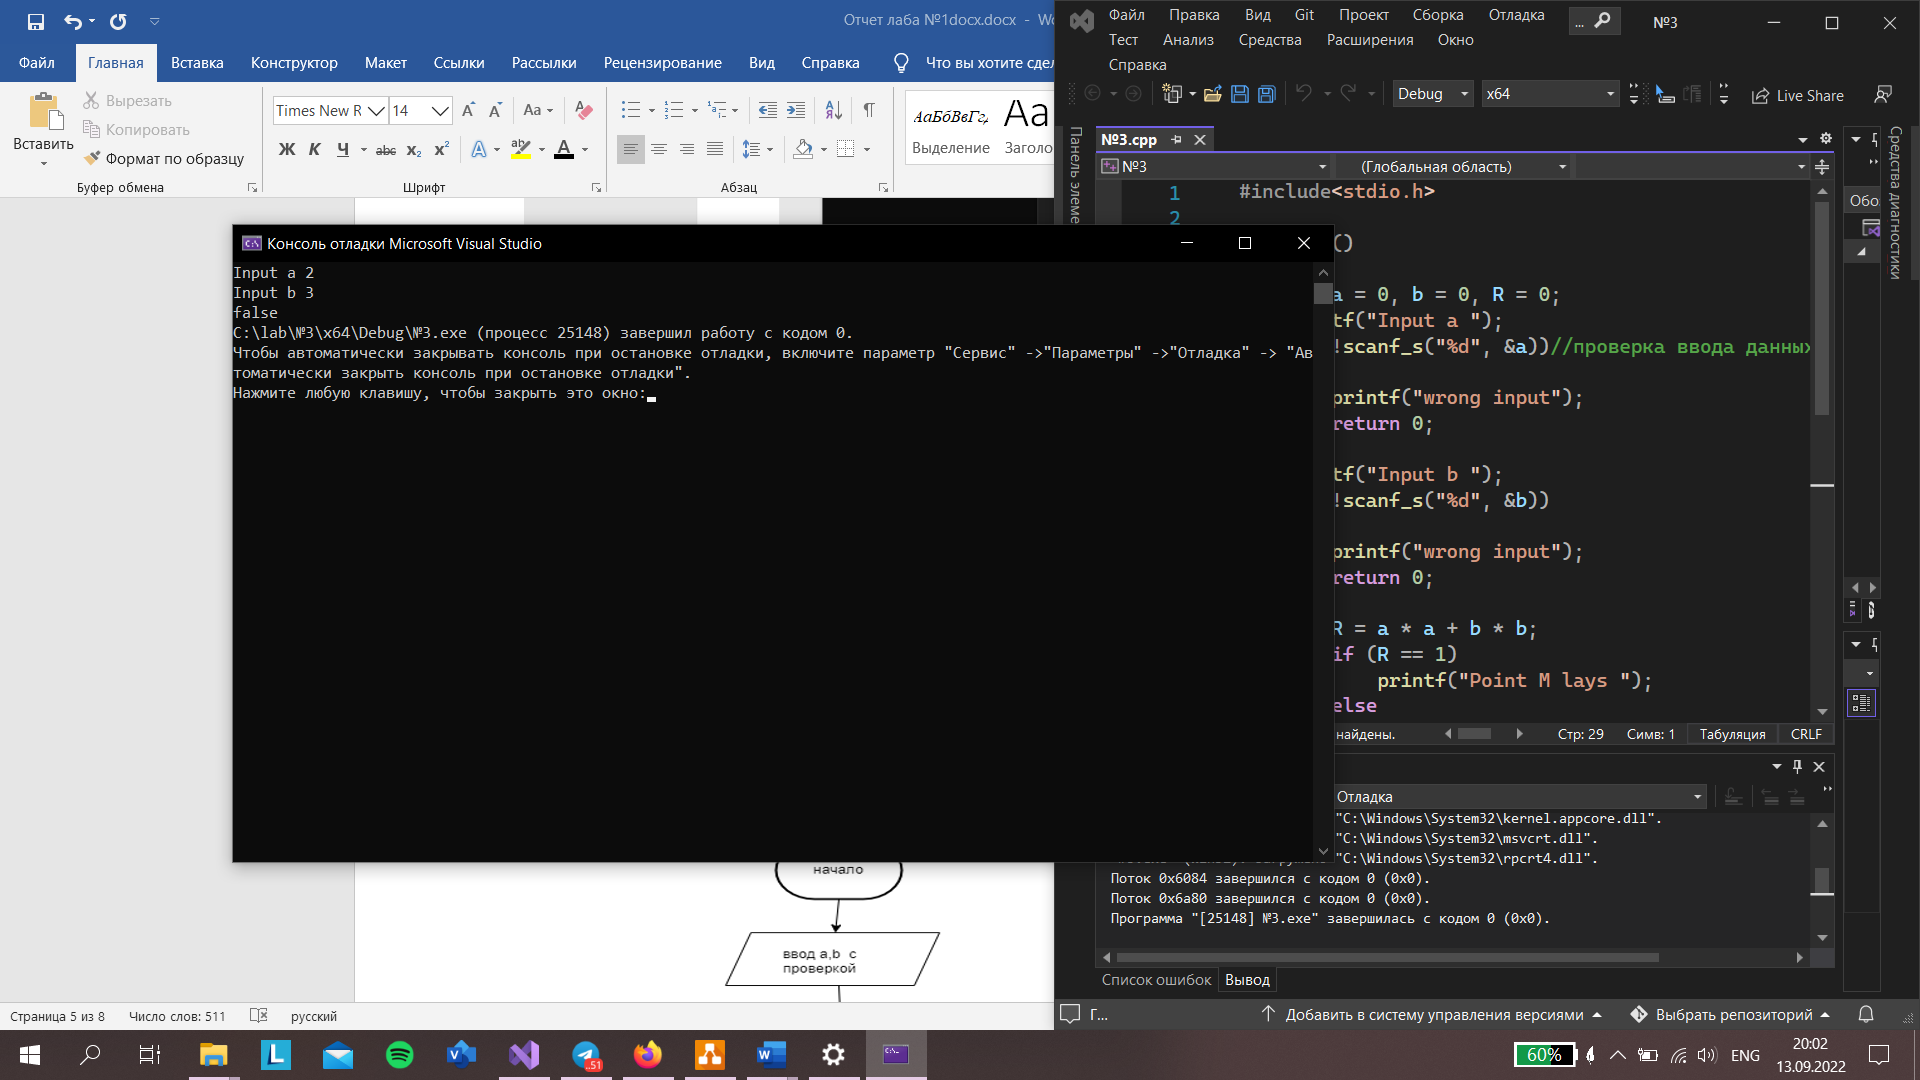 Отчет лаба №1docx.docx - Wo
Файл Главная Вставка Конструктор Макет Ссылки Рассылки Рецензирование Вид Справка Что вы хотите сдел
Вставить
Вырезать
Копировать
Формат по образцу
Буфер обмена
Times New R 14
Aa
Ж К Ч abc x₂ x²
Шрифт
Абзац
АаБбВвГг,
Выделение
Аа
Заголо
Консоль отладки Microsoft Visual Studio
Input a 2
Input b 3
false
C:\lab\№3\x64\Debug\№3.exe (процесс 25148) завершил работу с кодом 0.
Чтобы автоматически закрывать консоль при остановке отладки, включите параметр "Сервис" ->"Параметры" ->"Отладка" -> "Ав
томатически закрыть консоль при остановке отладки".
Нажмите любую клавишу, чтобы закрыть это окно:
начало
ввод a,b с
проверкой
Страница 5 из 8 Число слов: 511 русский
Файл Правка Вид Git Проект Сборка Отладка
Тест Анализ Средства Расширения Окно
Справка
... №3
Debug x64 Live Share
Панель элеме
№3.cpp
№3 (Глобальная область)
1 #include<stdio.h>
2
()
a = 0, b = 0, R = 0;
tf("Input a ");
!scanf_s("%d", &a))//проверка ввода данных
printf("wrong input");
return 0;
tf("Input b ");
!scanf_s("%d", &b))
printf("wrong input");
return 0;
R = a * a + b * b;
if (R == 1)
printf("Point M lays ");
else
найдены. Стр: 29 Симв: 1 Табуляция CRLF
Отладка
"C:\Windows\System32\kernel.appcore.dll".
"C:\Windows\System32\msvcrt.dll".
"C:\Windows\System32\rpcrt4.dll".
Поток 0x6084 завершился с кодом 0 (0x0).
Поток 0x6a80 завершился с кодом 0 (0x0).
Программа "[25148] №3.exe" завершилась с кодом 0 (0x0).
Список ошибок Вывод
Обо
Средства диагностики
Г... Добавить в систему управления версиями Выбрать репозиторий
51
60%
ENG
20:02
13.09.2022